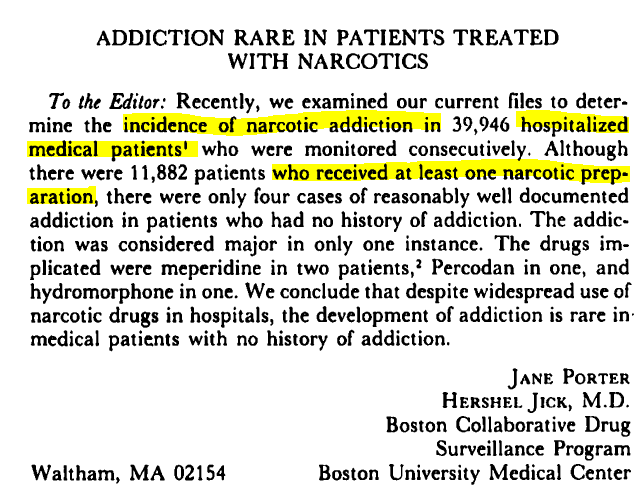 ADDICTION RARE IN PATIENTS TREATED
WITH NARCOTICS
To the Editor: Recently, we examined our current files to deter-
mine the incidence of narcotic addiction in 39,946 hospitalized
medical patients¹ who were monitored consecutively. Although
there were 11,882 patients who received at least one narcotic prep-
aration, there were only four cases of reasonably well documented
addiction in patients who had no history of addiction. The addic-
tion was considered major in only one instance. The drugs im-
plicated were meperidine in two patients,² Percodan in one, and
hydromorphone in one. We conclude that despite widespread use of
narcotic drugs in hospitals, the development of addiction is rare in
medical patients with no history of addiction.
JANE PORTER
HERSHEL JICK, M.D.
Boston Collaborative Drug
Surveillance Program
Waltham, MA 02154 Boston University Medical Center